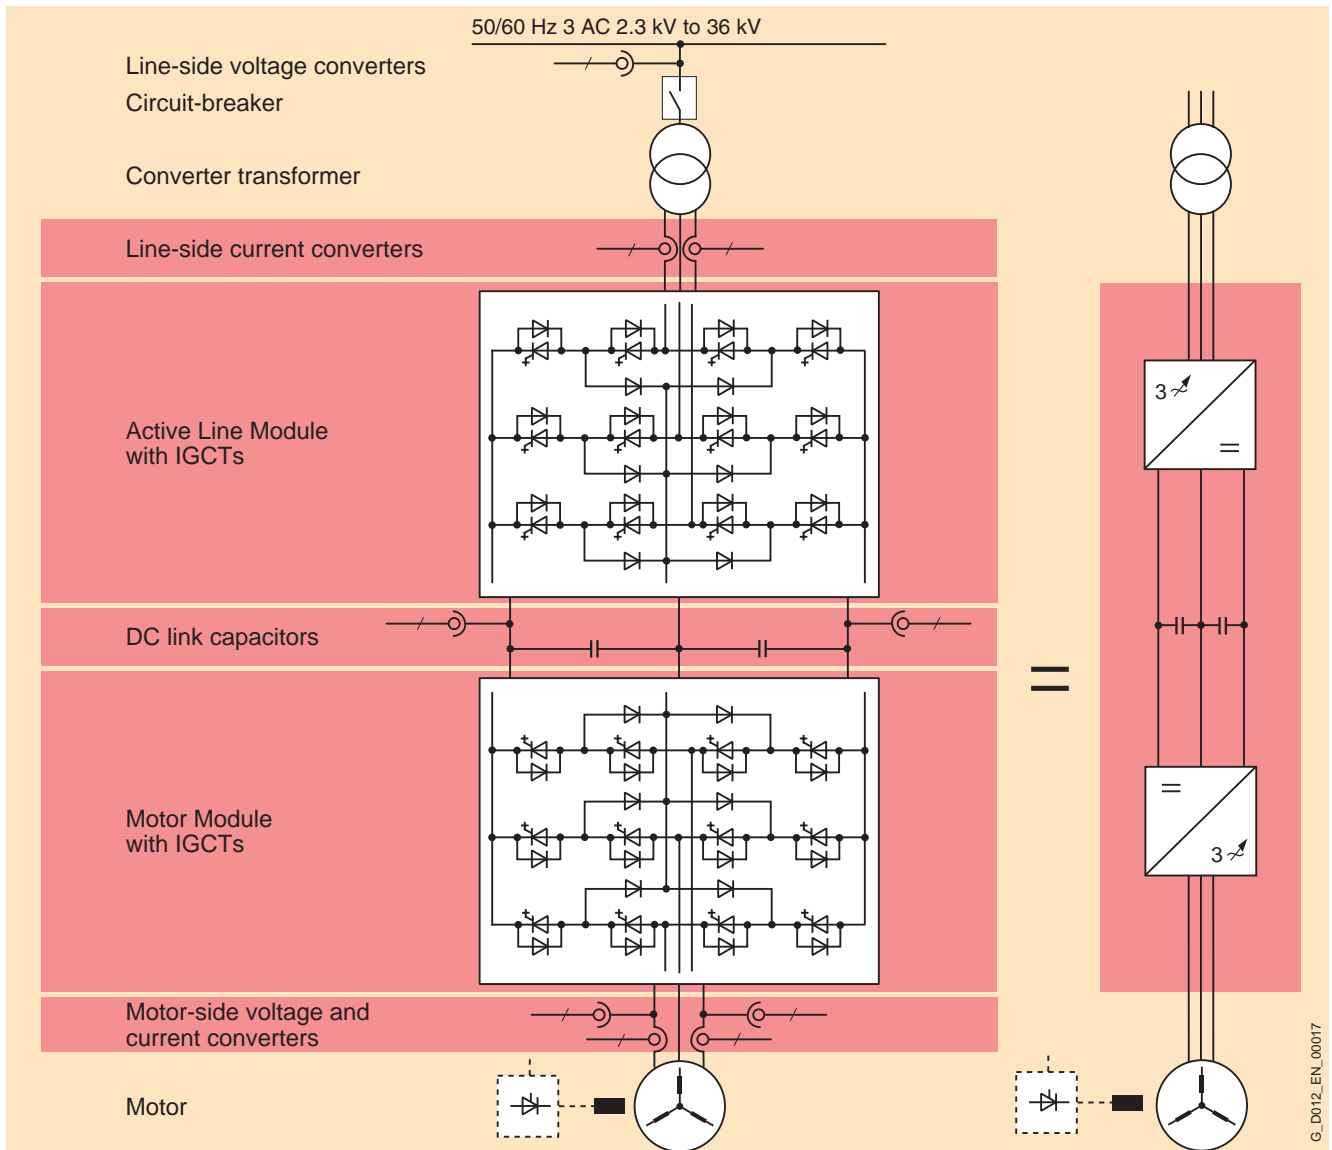 50/60 Hz 3 AC 2.3 kV to 36 kV
Line-side voltage converters
Circuit-breaker
Converter transformer
Line-side current converters
Active Line Module
with IGCTs
DC link capacitors
Motor Module
with IGCTs
Motor-side voltage and
current converters
Motor
3
=
=
=
3
G_D012_EN_00017